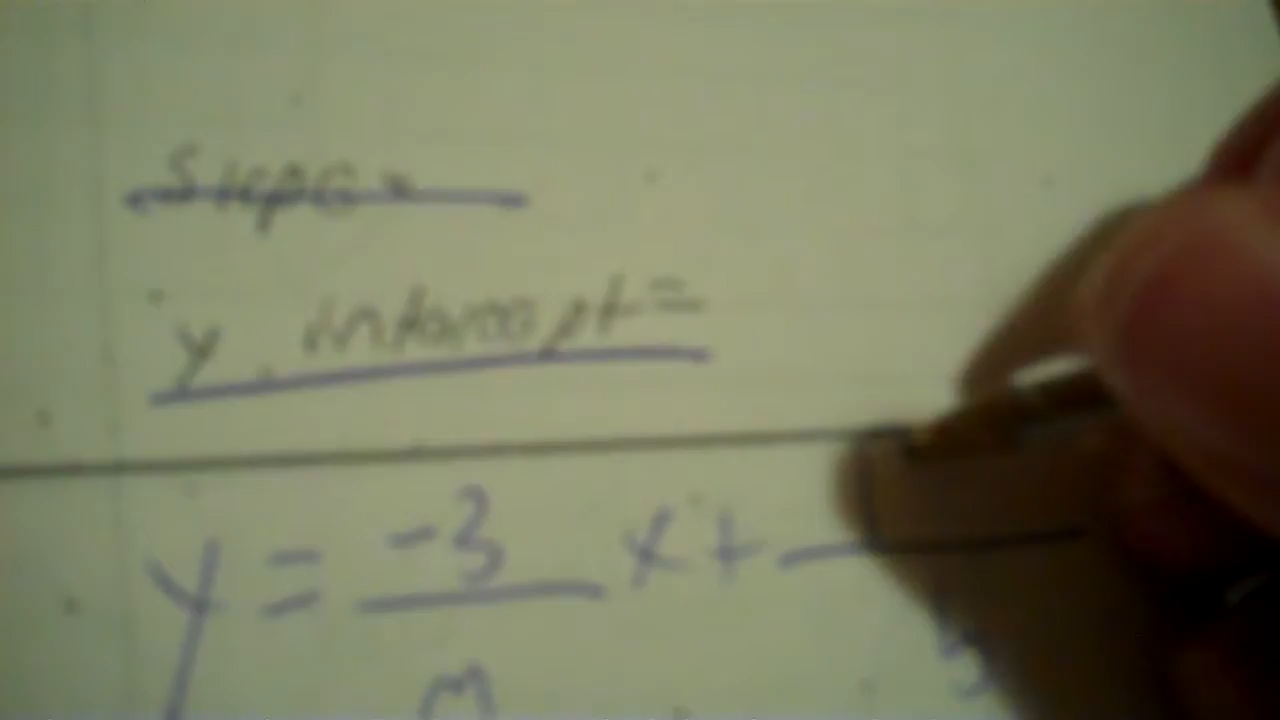 Slope =
y. intercept =
y = -3 x +
m